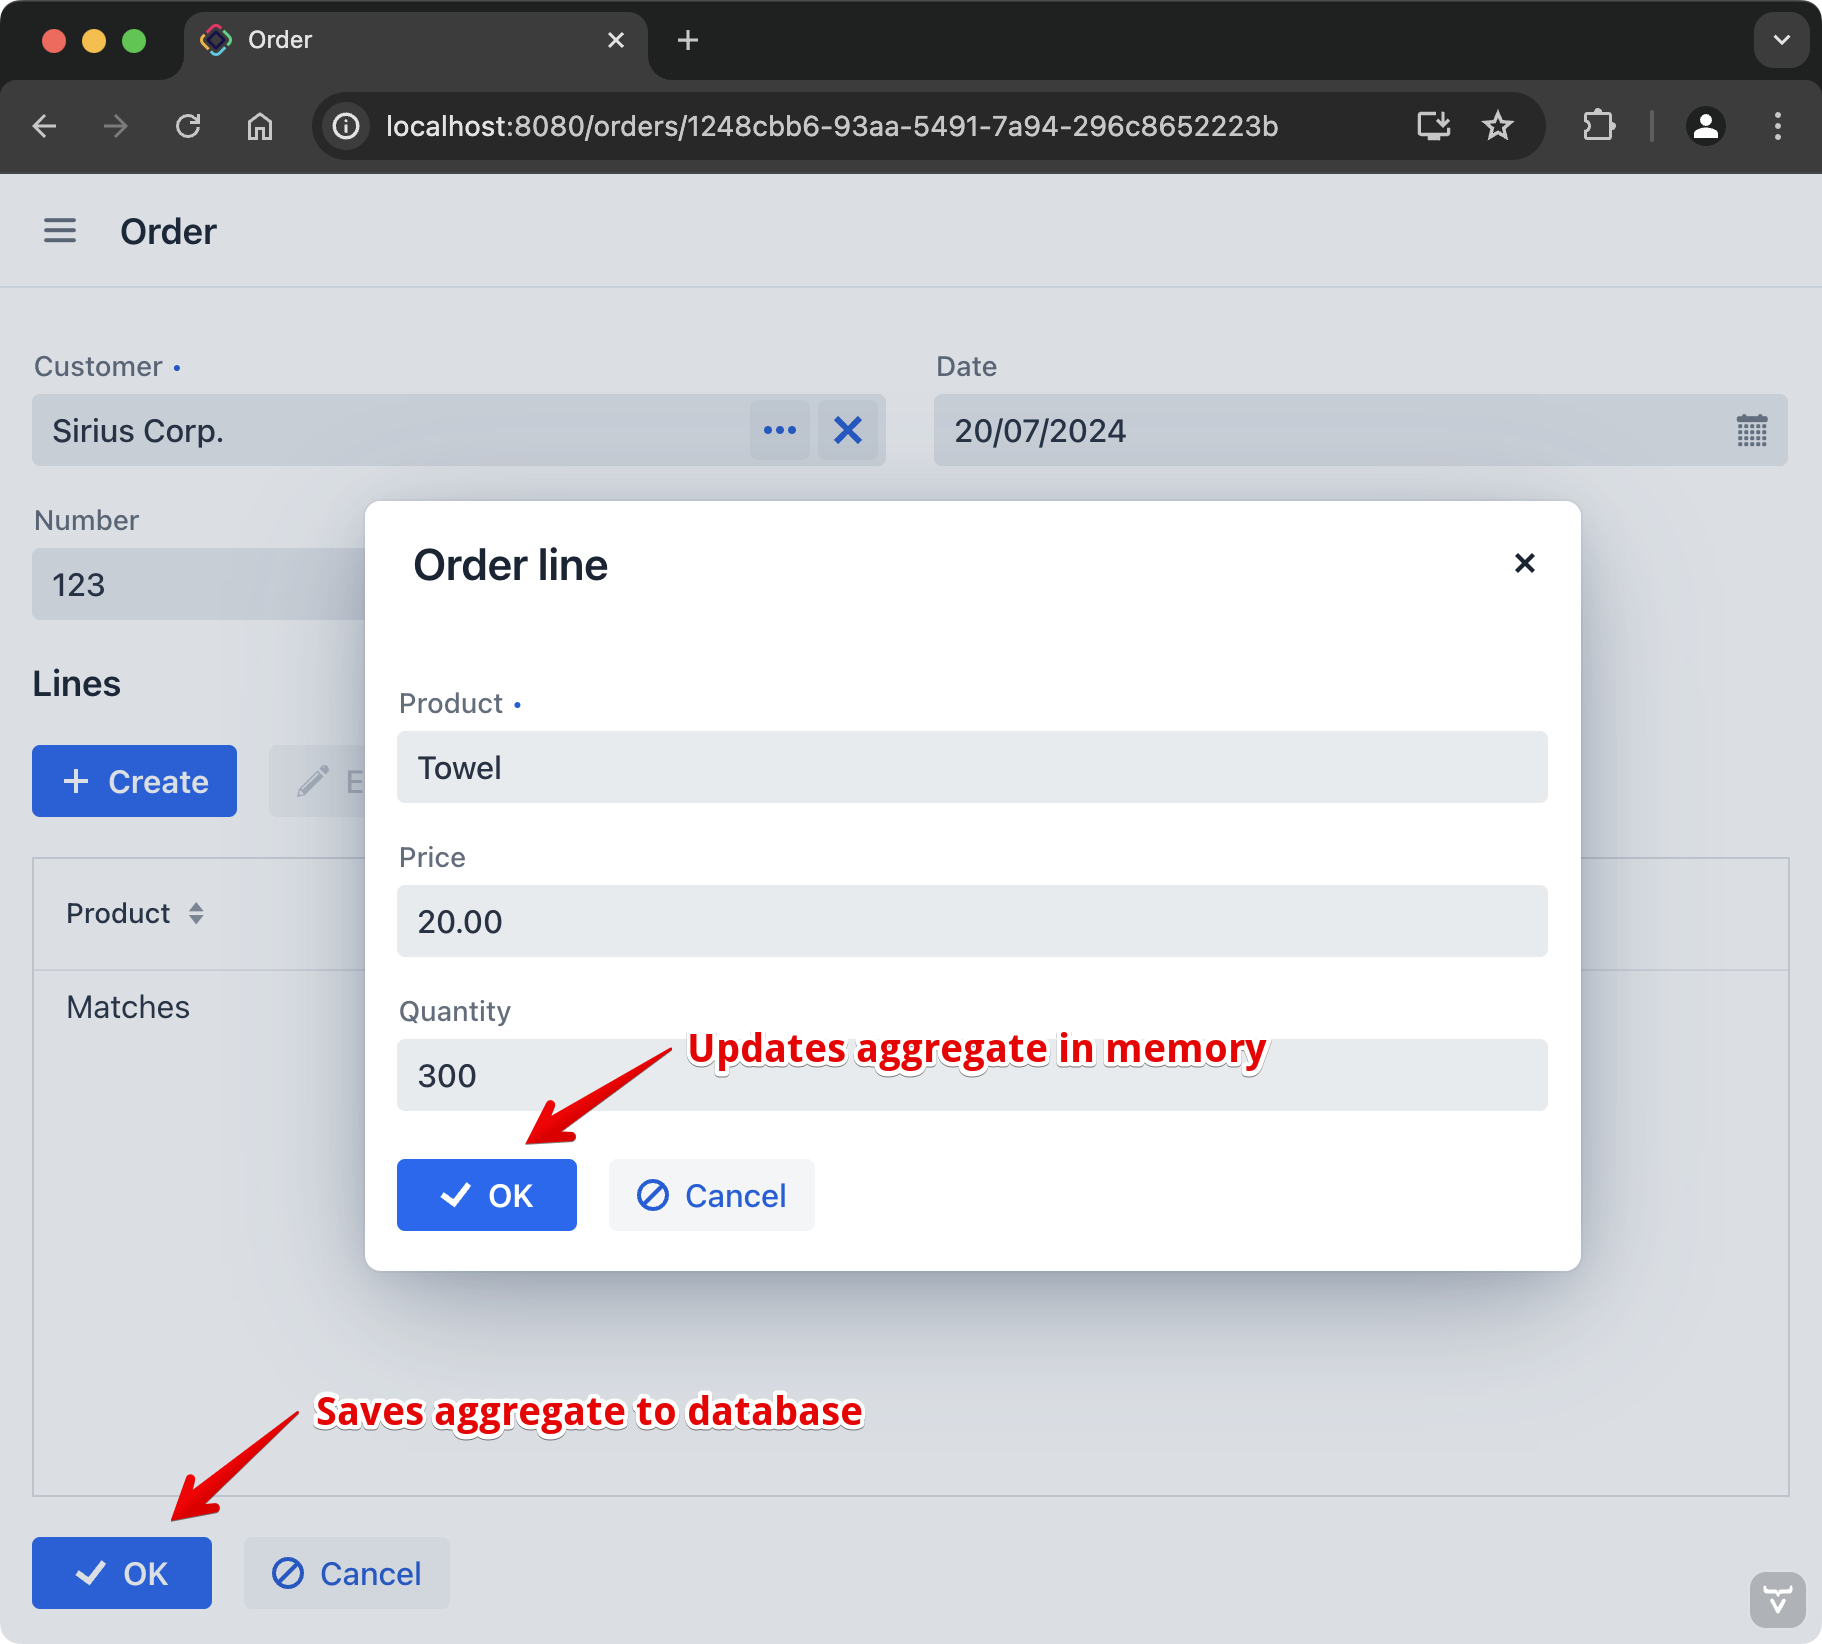 Order
localhost:8080/orders/1248cbb6-93aa-5491-7a94-296c8652223b
Order
Customer •
Date
Sirius Corp.
20/07/2024
Number
123
Order line
Lines
Product •
Towel
Create
E
Price
20.00
Product
Matches
Quantity
300
Updates aggregate in memory
OK
Cancel
Saves aggregate to database
OK
Cancel